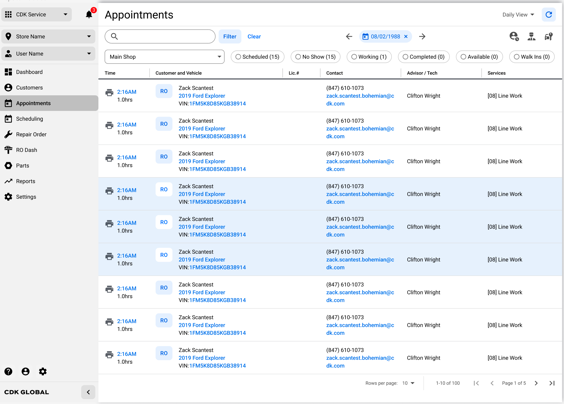 CDK Service
3
Appointments
Daily View
Store Name
Filter
Clear
08/02/1988
User Name
Main Shop
Scheduled (15)
No Show (15)
Working (1)
Completed (0)
Available (0)
Walk Ins (0)
Dashboard
Customers
Appointments
Scheduling
Repair Order
RO Dash
Parts
Reports
Settings
Time Customer and Vehicle Lic.# Contact Advisor / Tech Services
2:16AM RO Zack Scantest (847) 610-1073 Clifton Wright [08] Line Work
1.0hrs 2019 Ford Explorer zack.scantest.bohemian@c
VIN:1FM5K8D85KGB38914 dk.com
2:16AM RO Zack Scantest (847) 610-1073 Clifton Wright [08] Line Work
1.0hrs 2019 Ford Explorer zack.scantest.bohemian@c
VIN:1FM5K8D85KGB38914 dk.com
2:16AM RO Zack Scantest (847) 610-1073 Clifton Wright [08] Line Work
1.0hrs 2019 Ford Explorer zack.scantest.bohemian@c
VIN:1FM5K8D85KGB38914 dk.com
2:16AM RO Zack Scantest (847) 610-1073 Clifton Wright [08] Line Work
1.0hrs 2019 Ford Explorer zack.scantest.bohemian@c
VIN:1FM5K8D85KGB38914 dk.com
2:16AM RO Zack Scantest (847) 610-1073 Clifton Wright [08] Line Work
1.0hrs 2019 Ford Explorer zack.scantest.bohemian@c
VIN:1FM5K8D85KGB38914 dk.com
2:16AM RO Zack Scantest (847) 610-1073 Clifton Wright [08] Line Work
1.0hrs 2019 Ford Explorer zack.scantest.bohemian@c
VIN:1FM5K8D85KGB38914 dk.com
2:16AM RO Zack Scantest (847) 610-1073 Clifton Wright [08] Line Work
1.0hrs 2019 Ford Explorer zack.scantest.bohemian@c
VIN:1FM5K8D85KGB38914 dk.com
2:16AM RO Zack Scantest (847) 610-1073 Clifton Wright [08] Line Work
1.0hrs 2019 Ford Explorer zack.scantest.bohemian@c
VIN:1FM5K8D85KGB38914 dk.com
2:16AM RO Zack Scantest (847) 610-1073 Clifton Wright [08] Line Work
1.0hrs 2019 Ford Explorer zack.scantest.bohemian@c
VIN:1FM5K8D85KGB38914 dk.com
Rows per page: 10 1-10 of 100 Page 1 of 5
CDK GLOBAL